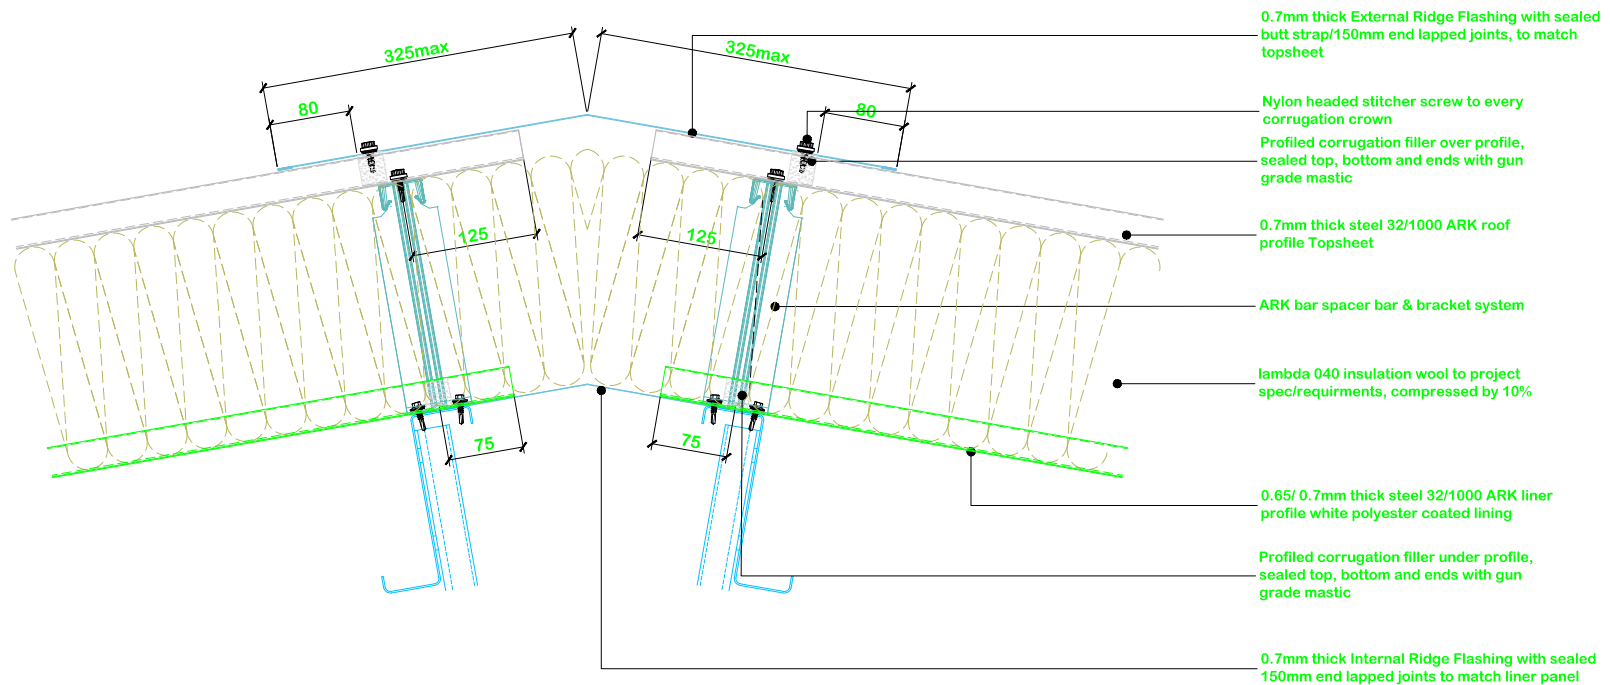 0.7mm thick External Ridge Flashing with sealed
butt strap/150mm end lapped joints, to match
topsheet
325max
325max
80
80
Nylon headed stitcher screw to every
corrugation crown
Profiled corrugation filler over profile,
sealed top, bottom and ends with gun
grade mastic
125
125
0.7mm thick steel 32/1000 ARK roof
profile Topsheet
ARK bar spacer bar & bracket system
lambda 040 insulation wool to project
spec/requirments, compressed by 10%
75
75
0.65/ 0.7mm thick steel 32/1000 ARK liner
profile white polyester coated lining
Profiled corrugation filler under profile,
sealed top, bottom and ends with gun
grade mastic
0.7mm thick Internal Ridge Flashing with sealed
150mm end lapped joints to match liner panel